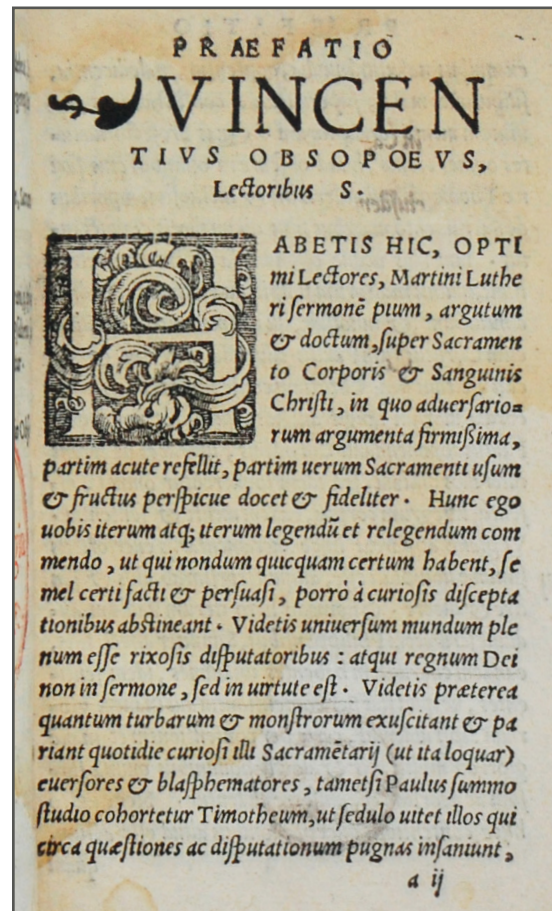 PRAEFATIO
VINCEN
TIVS OBSOPOEVS,
Lectoribus S.
HABETIS HIC, OPTI
mi Lectores, Martini Luthe
ri sermonē pium, argutum
& doctum, super Sacramen
to Corporis & Sanguinis
Christi, in quo aduersario=
rum argumenta firmißima,
partim acute refellit, partim uerum Sacramenti usum
& fructus perspicue docet & fideliter. Hunc ego
uobis iterum atq; iterum legendū et relegendum com
mendo, ut qui nondum quicquam certum habent, se
mel certi facti & persuasi, porrò à curiosis discepta
tionibus abstineant. Videtis uniuersum mundum ple
num esse rixosis disputatoribus: atqui regnum Dei
non in sermone, sed in uirtute est. Videtis præterea
quantum turbarum & monstrorum exuscitant & pa
riant quotidie curiosi illi Sacramētarij (ut ita loquar)
euersores & blasphematores, tametsi Paulus summo
studio cohortetur Timotheum, ut sedulo uitet illos qui
circa quæstiones ac disputationum pugnas insaniunt,
a ij